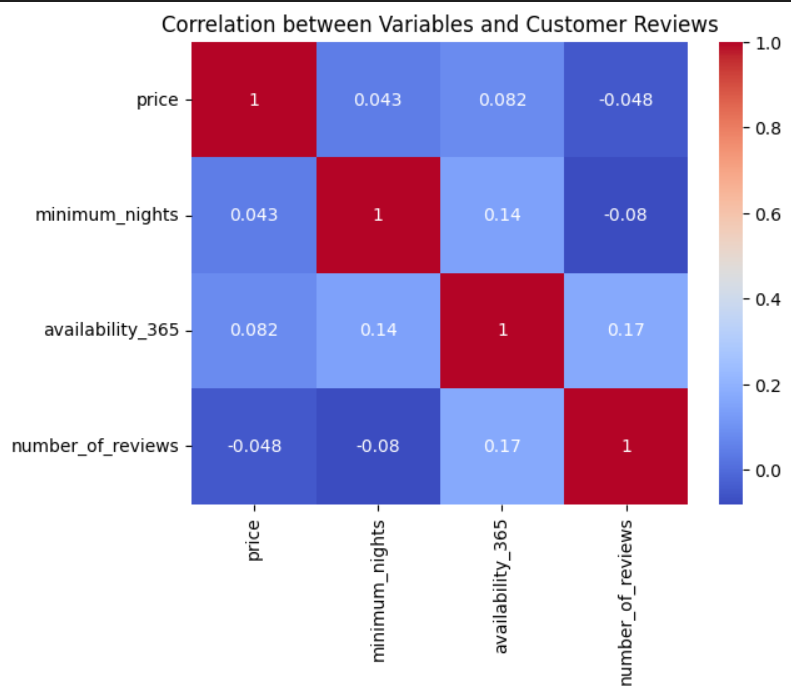 Correlation between Variables and Customer Reviews
price 1 0.043 0.082 -0.048
minimum_nights 0.043 1 0.14 -0.08
availability_365 0.082 0.14 1 0.17
number_of_reviews -0.048 -0.08 0.17 1
price
minimum_nights
availability_365
number_of_reviews
1.0
0.8
0.6
0.4
0.2
0.0